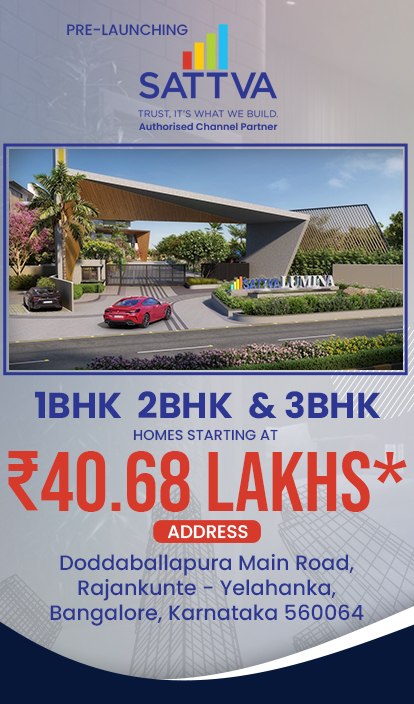 PRE-LAUNCHING
SATTVA
TRUST, IT'S WHAT WE BUILD.
Authorised Channel Partner
SATTVA LUMINA
1BHK 2BHK & 3BHK
HOMES STARTING AT
₹40.68 LAKHS*
ADDRESS
Doddaballapura Main Road,
Rajankunte - Yelahanka,
Bangalore, Karnataka 560064